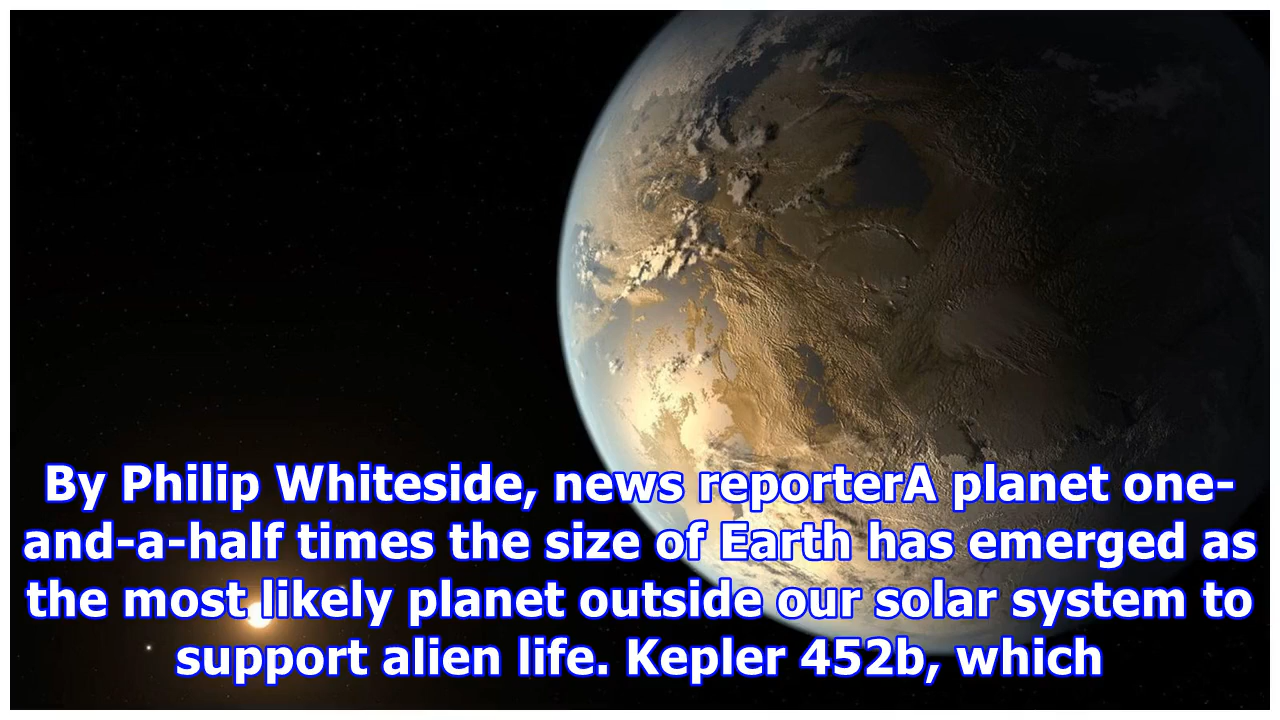 By Philip Whiteside, news reporterA planet one-
and-a-half times the size of Earth has emerged as
the most likely planet outside our solar system to
support alien life. Kepler 452b, which